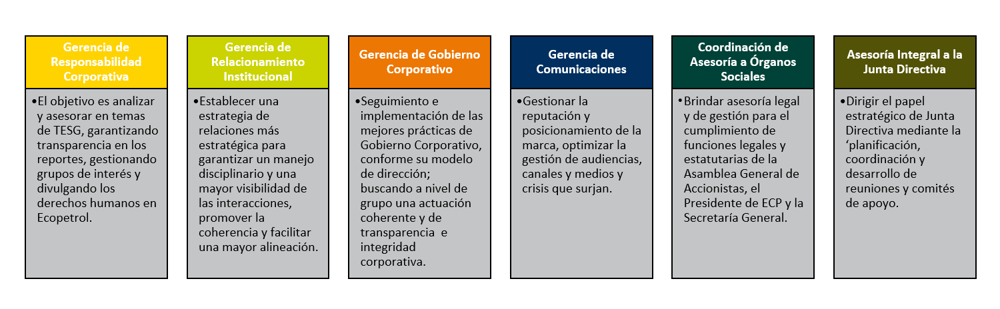 Gerencia de
Responsabilidad
Corporativa
•El objetivo es analizar
y asesorar en temas
de TESG, garantizando
transparencia en los
reportes, gestionando
grupos de interés y
divulgando los
derechos humanos en
Ecopetrol.
Gerencia de
Relacionamiento
Institucional
•Establecer una
estrategia de
relaciones más
estratégica para
garantizar un manejo
disciplinario y una
mayor visibilidad de
las interacciones,
promover la
coherencia y facilitar
una mayor alineación.
Gerencia de Gobierno
Corporativo
•Seguimiento e
implementación de las
mejores prácticas de
Gobierno Corporativo,
conforme su modelo
de dirección;
buscando a nivel de
grupo una actuación
coherente y de
transparencia e
integridad
corporativa.
Gerencia de
Comunicaciones
•Gestionar la
reputación y
posicionamiento de la
marca, optimizar la
gestión de audiencias,
canales y medios y
crisis que surjan.
Coordinación de
Asesoría a Órganos
Sociales
•Brindar asesoría legal
y de gestión para el
cumplimiento de
funciones legales y
estatutarias de la
Asamblea General de
Accionistas, el
Presidente de ECP y la
Secretaría General.
Asesoría Integral a la
Junta Directiva
•Dirigir el papel
estratégico de Junta
Directiva mediante la
‘planificación,
coordinación y
desarrollo de
reuniones y comités
de apoyo.